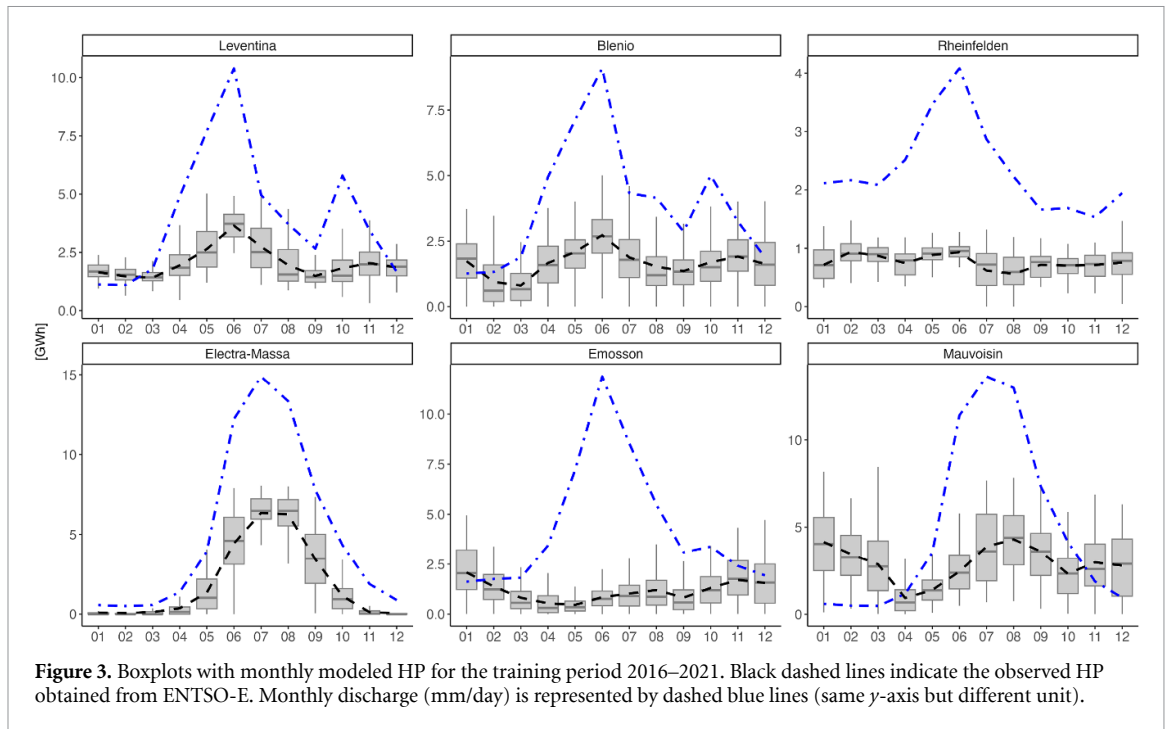 Leventina Blenio Rheinfelden
10.0
7.5
5.0
2.5
0.0
7.5
5.0
2.5
0.0
4
3
2
1
0
01 02 03 04 05 06 07 08 09 10 11 12
01 02 03 04 05 06 07 08 09 10 11 12
01 02 03 04 05 06 07 08 09 10 11 12
[GWh]
Electra-Massa Emosson Mauvoisin
15
10
5
0
10.0
7.5
5.0
2.5
0.0
10
5
0
01 02 03 04 05 06 07 08 09 10 11 12
01 02 03 04 05 06 07 08 09 10 11 12
01 02 03 04 05 06 07 08 09 10 11 12
Figure 3. Boxplots with monthly modeled HP for the training period 2016–2021. Black dashed lines indicate the observed HP
obtained from ENTSO-E. Monthly discharge (mm/day) is represented by dashed blue lines (same y-axis but different unit).